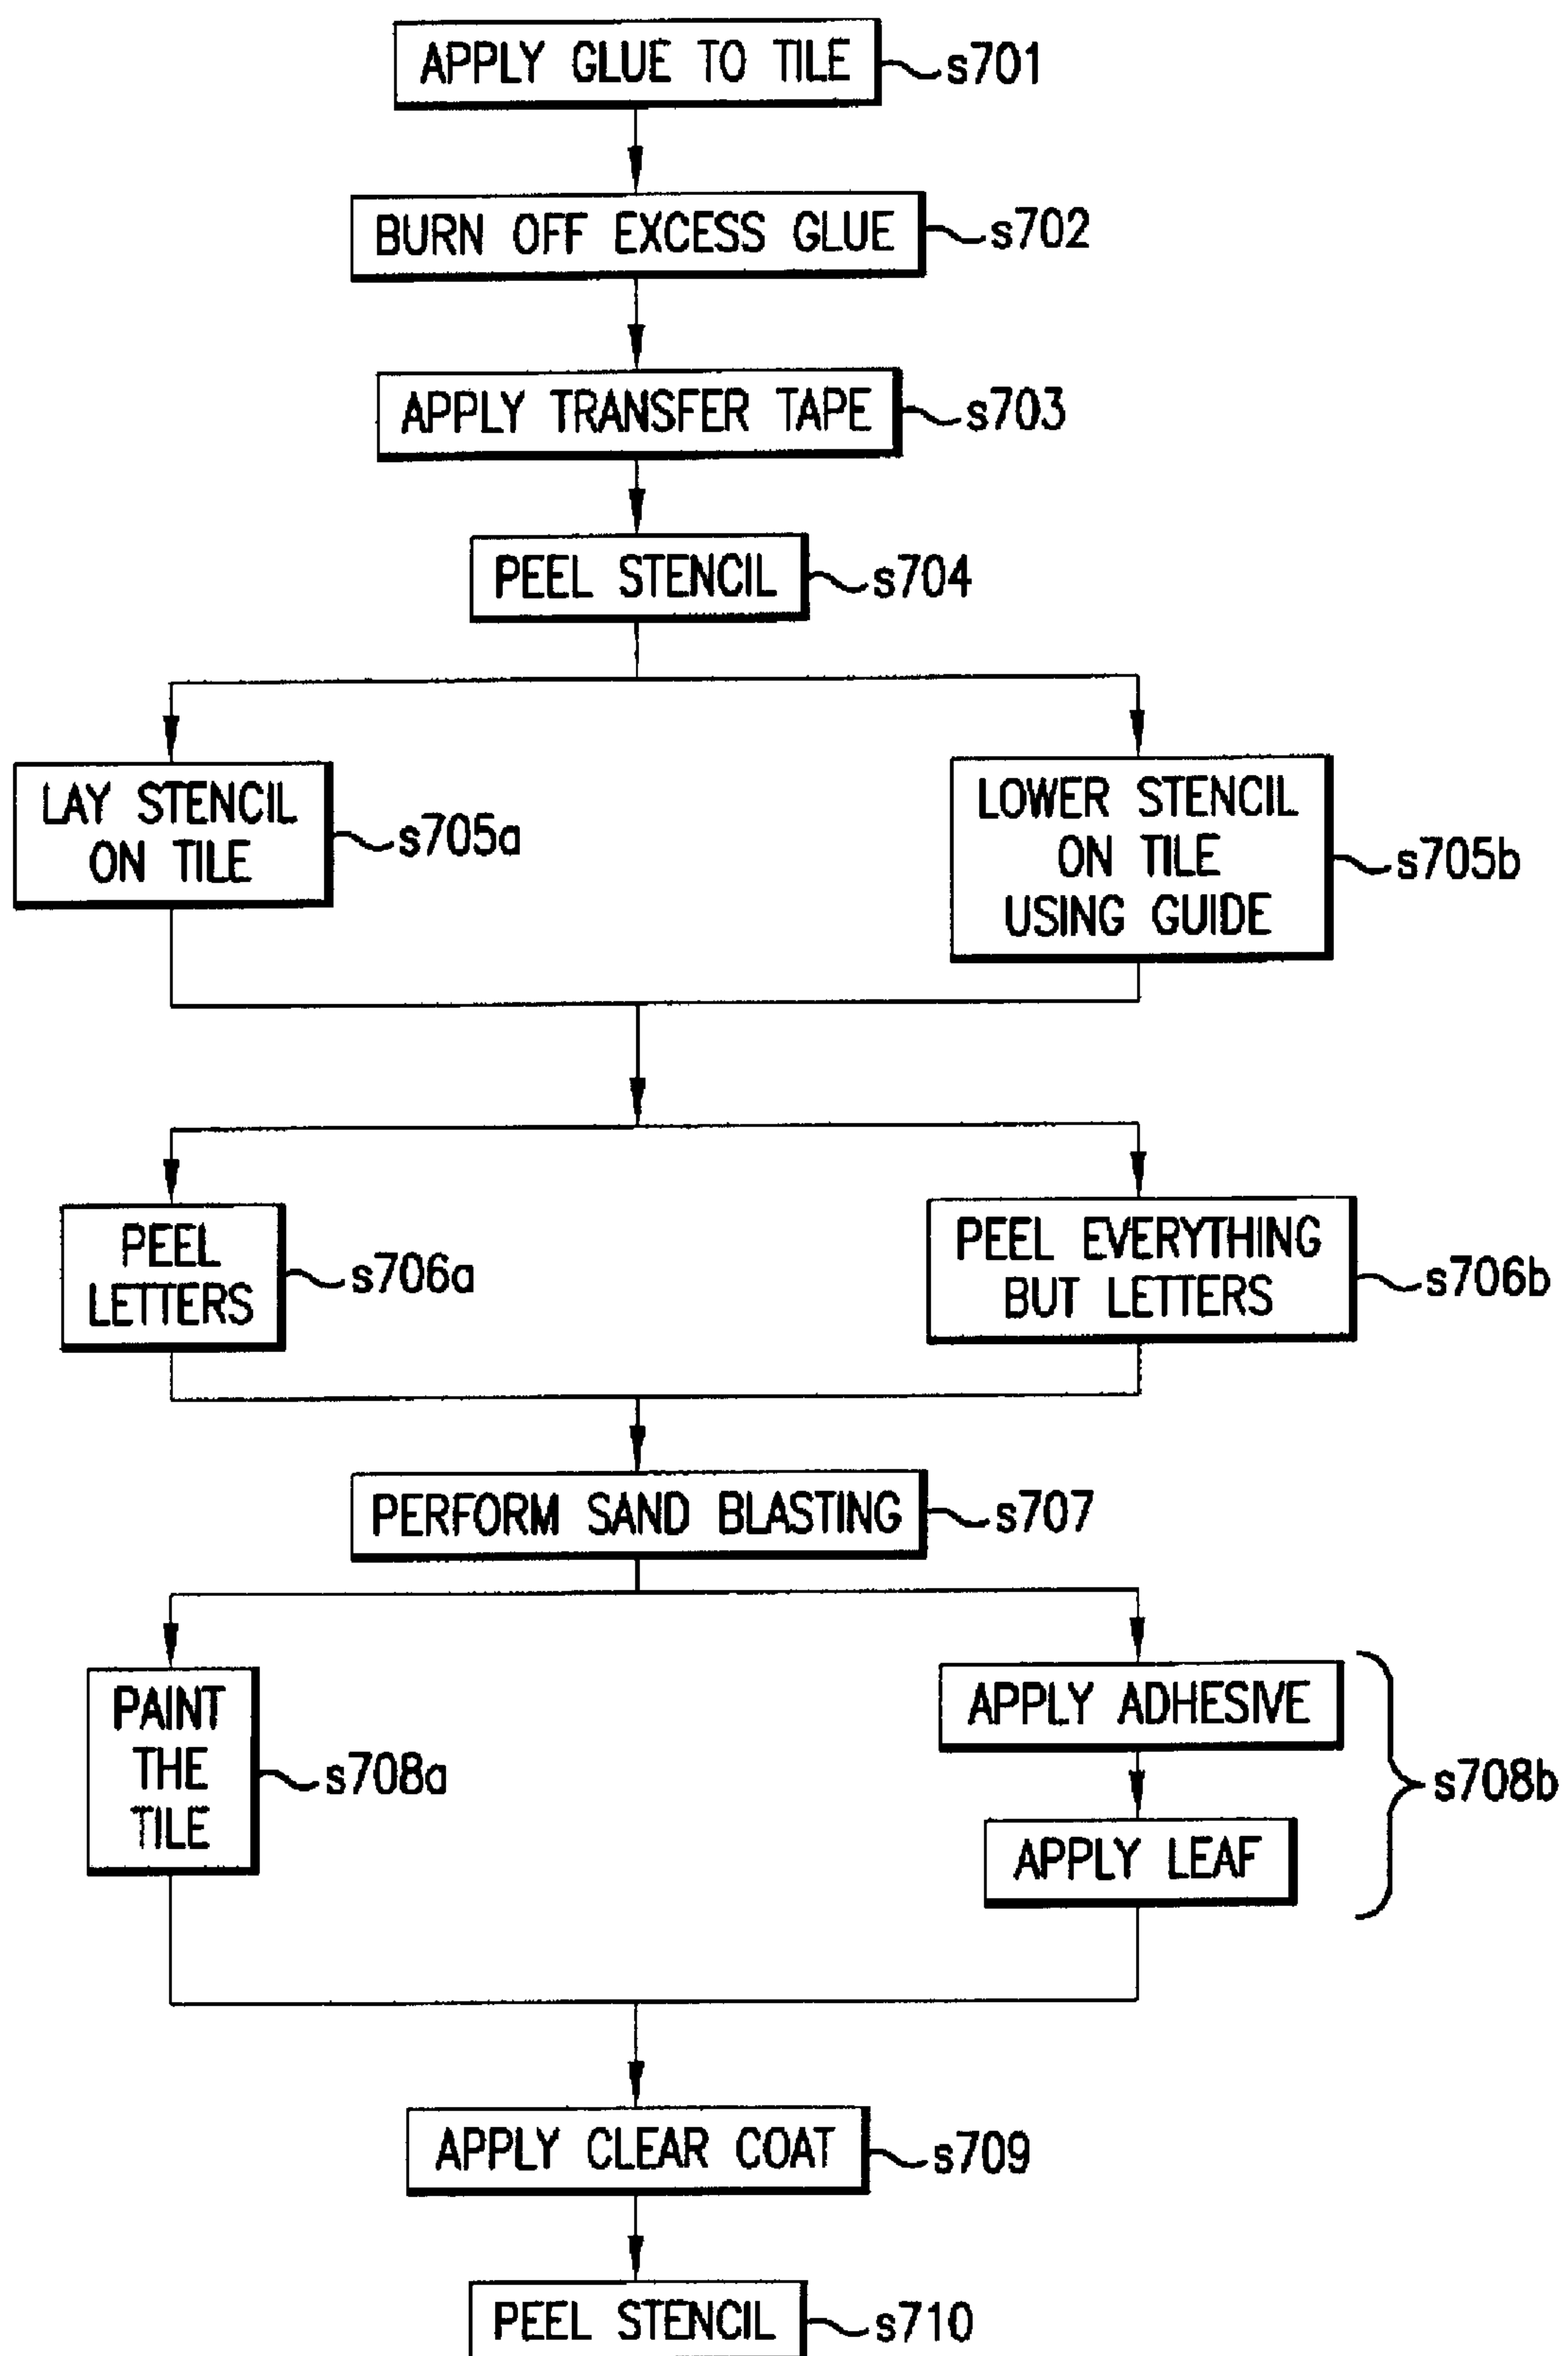 APPLY GLUE TO TILE s701
BURN OFF EXCESS GLUE s702
APPLY TRANSFER TAPE s703
PEEL STENCIL s704
LAY STENCIL
ON TILE
s705a
LOWER STENCIL
ON TILE
USING GUIDE
s705b
PEEL
LETTERS
s706a
PEEL EVERYTHING
BUT LETTERS
s706b
PERFORM SAND BLASTING s707
PAINT
THE
TILE
s708a
APPLY ADHESIVE
APPLY LEAF
s708b
APPLY CLEAR COAT s709
PEEL STENCIL s710